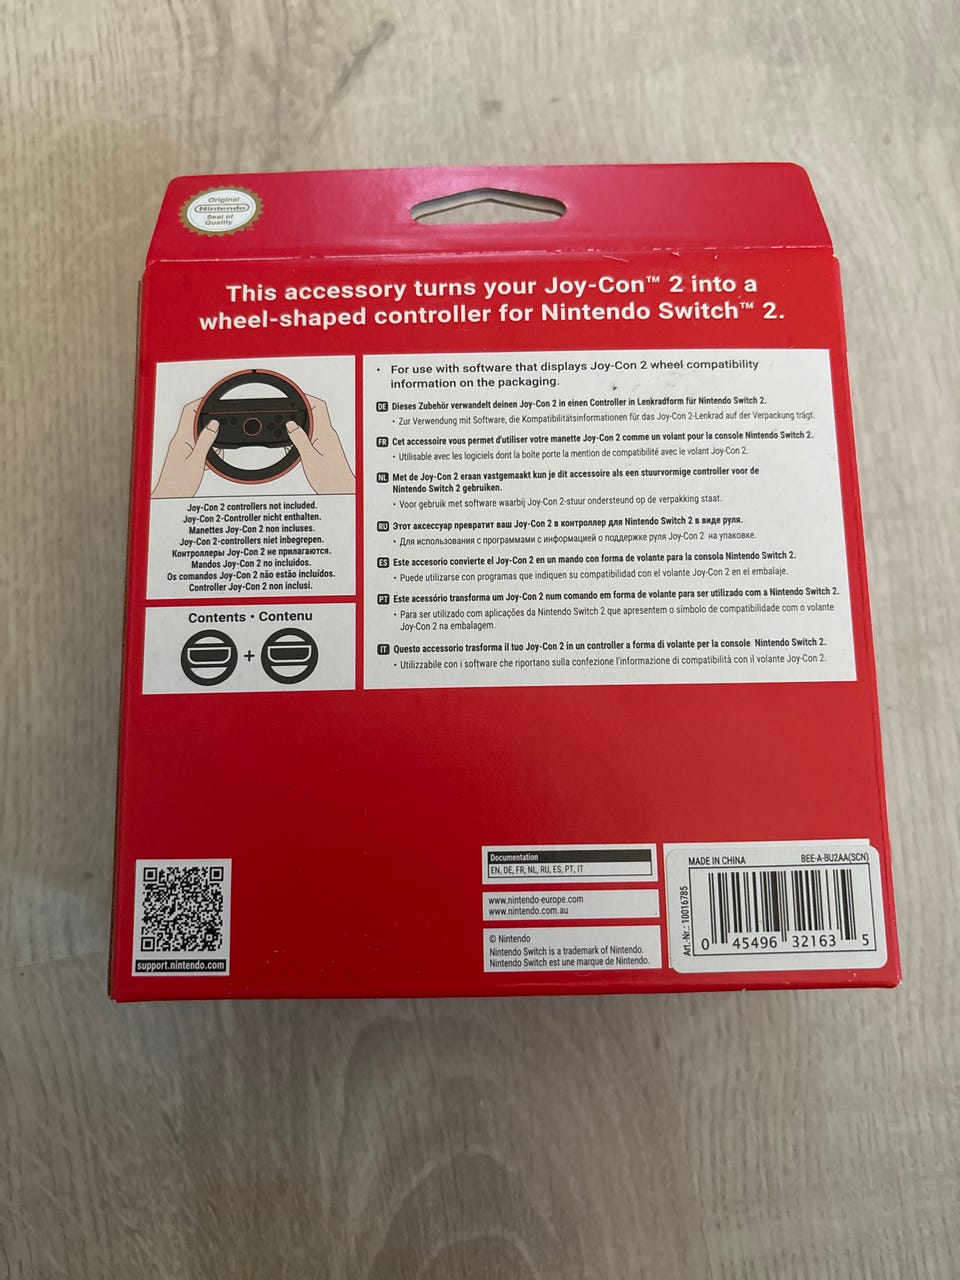 Original
Nintendo
Seal of
Quality
This accessory turns your Joy-Con™ 2 into a
wheel-shaped controller for Nintendo Switch™ 2.
Joy-Con 2 controllers not included.
Joy-Con 2-Controller nicht enthalten.
Manettes Joy-Con 2 non incluses.
Joy-Con 2-controllers niet inbegrepen.
Контроллеры Joy-Con 2 не прилагаются.
Mandos Joy-Con 2 no incluidos.
Os comandos Joy-Con 2 não estão incluídos.
Controller Joy-Con 2 non inclusi.
Contents • Contenu
+
• For use with software that displays Joy-Con 2 wheel compatibility
information on the packaging.
DE Dieses Zubehör verwandelt deinen Joy-Con 2 in einen Controller in Lenkradform für Nintendo Switch 2.
• Zur Verwendung mit Software, die Kompatibilitätsinformationen für das Joy-Con 2-Lenkrad auf der Verpackung trägt.
FR Cet accessoire vous permet d'utiliser votre manette Joy-Con 2 comme un volant pour la console Nintendo Switch 2.
• Utilisable avec les logiciels dont la boîte porte la mention de compatibilité avec le volant Joy-Con 2.
NL Met de Joy-Con 2 eraan vastgemaakt kun je dit accessoire als een stuurvormige controller voor de
Nintendo Switch 2 gebruiken.
• Voor gebruik met software waarbij Joy-Con 2-stuur ondersteund op de verpakking staat.
RU Этот аксессуар превратит ваш Joy-Con 2 в контроллер для Nintendo Switch 2 в виде руля.
• Для использования с программами с информацией о поддержке руля Joy-Con 2 на упаковке.
ES Este accesorio convierte el Joy-Con 2 en un mando con forma de volante para la consola Nintendo Switch 2.
• Puede utilizarse con programas que indiquen su compatibilidad con el volante Joy-Con 2 en el embalaje.
PT Este acessório transforma um Joy-Con 2 num comando em forma de volante para ser utilizado com a Nintendo Switch 2.
• Para ser utilizado com aplicações da Nintendo Switch 2 que apresentem o símbolo de compatibilidade com o volante
Joy-Con 2 na embalagem.
IT Questo accessorio trasforma il tuo Joy-Con 2 in un controller a forma di volante per la console Nintendo Switch 2.
• Utilizzabile con i software che riportano sulla confezione l'informazione di compatibilità con il volante Joy-Con 2.
support.nintendo.com
Documentation
EN, DE, FR, NL, RU, ES, PT, IT
www.nintendo-europe.com
www.nintendo.com.au
© Nintendo
Nintendo Switch is a trademark of Nintendo.
Nintendo Switch est une marque de Nintendo.
MADE IN CHINA BEE-A-BU2AA(SCN)
Art.-Nr.: 10016785
0 45496 32163 5